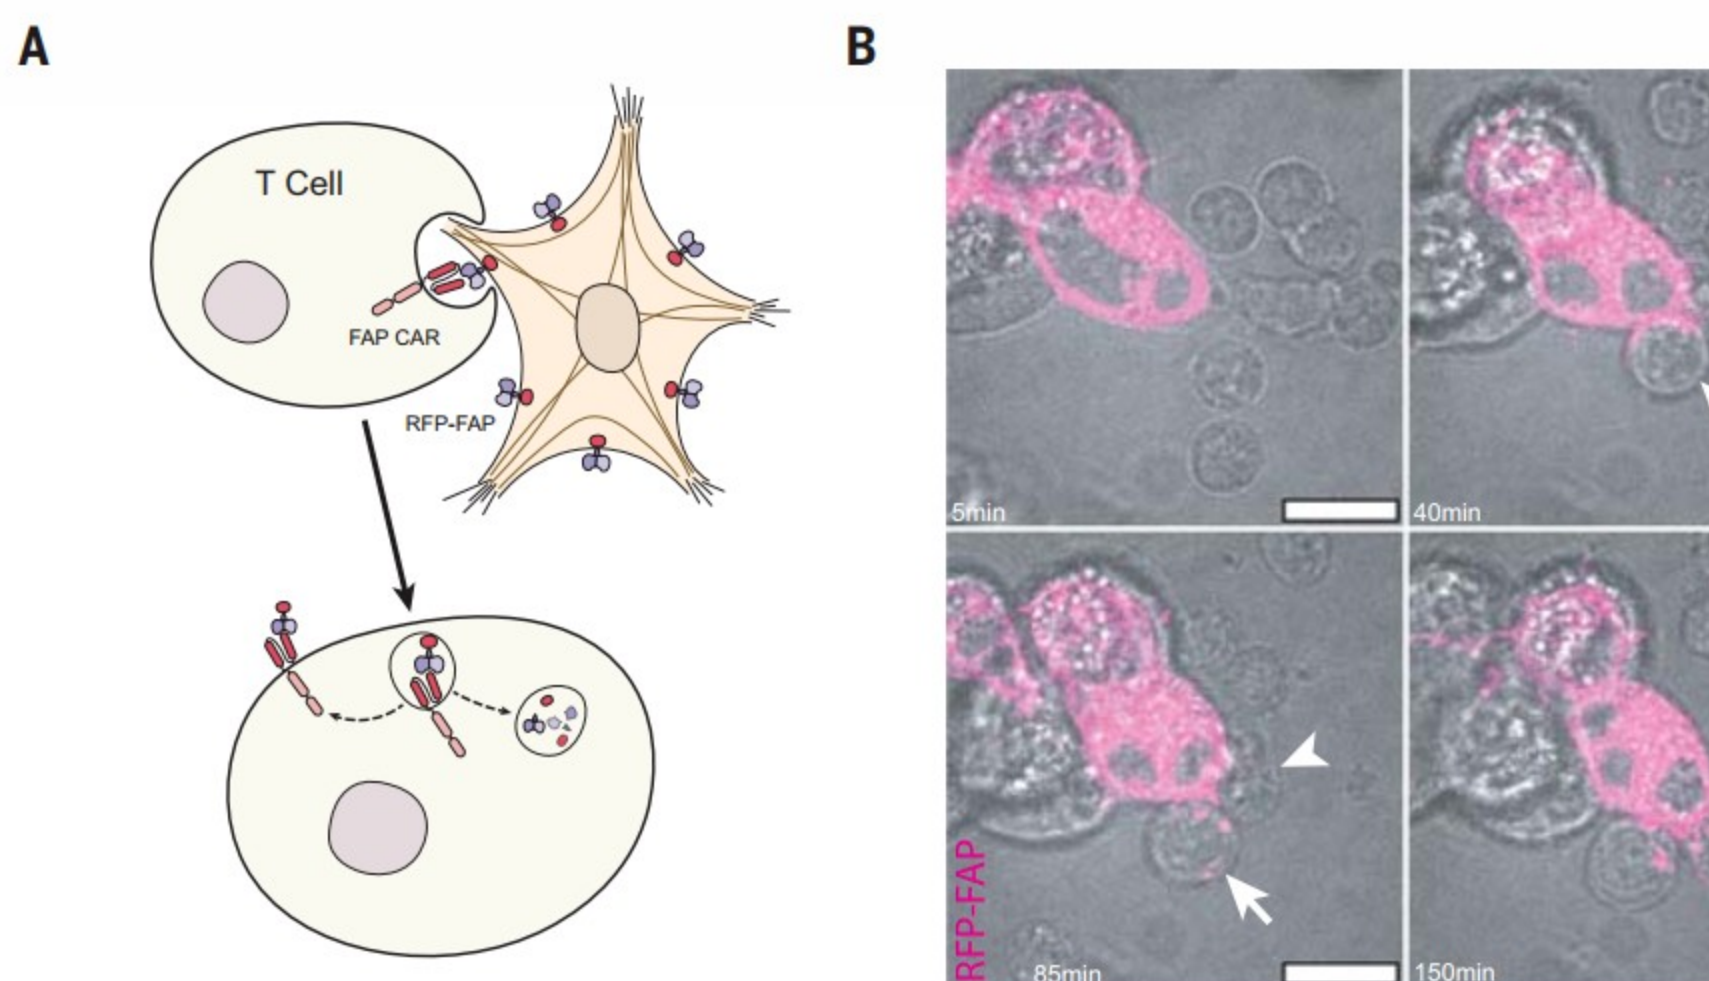 A
B
T Cell
FAP CAR
RFP-FAP
5min
40min
RFP-FAP
85min
150min